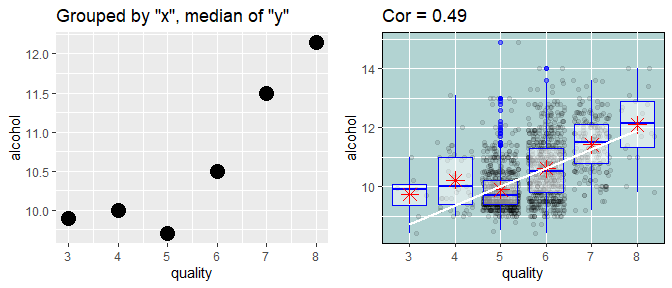 Grouped by "x", median of "y"
12.0
11.5
11.0
10.5
10.0
alcohol
3 4 5 6 7 8
quality
Cor = 0.49
14
12
10
alcohol
3 4 5 6 7 8
quality